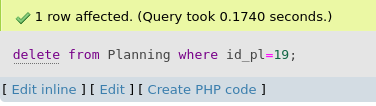 1 row affected. (Query took 0.1740 seconds.)
delete from Planning where id_pl=19;
[ Edit inline ] [ Edit ] [ Create PHP code ]